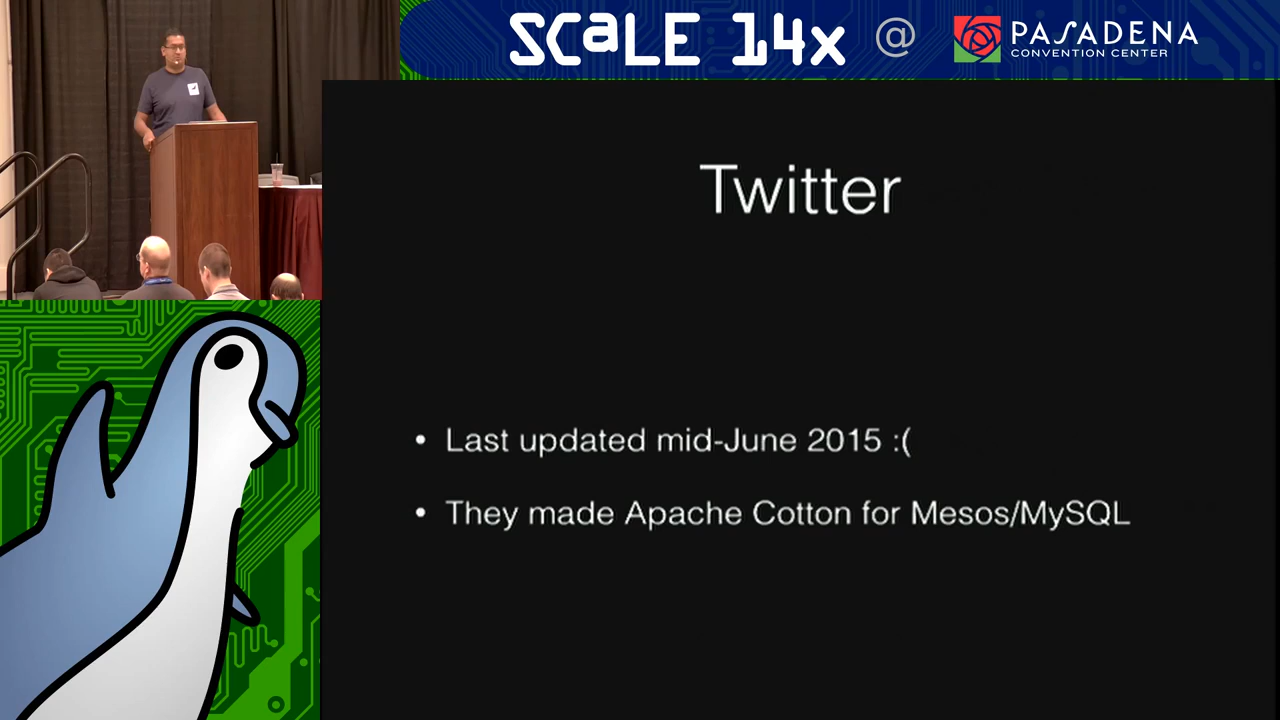 SCaLE 14x @ PASADENA
CONVENTION CENTER
Twitter
• Last updated mid-June 2015 :(
• They made Apache Cotton for Mesos/MySQL